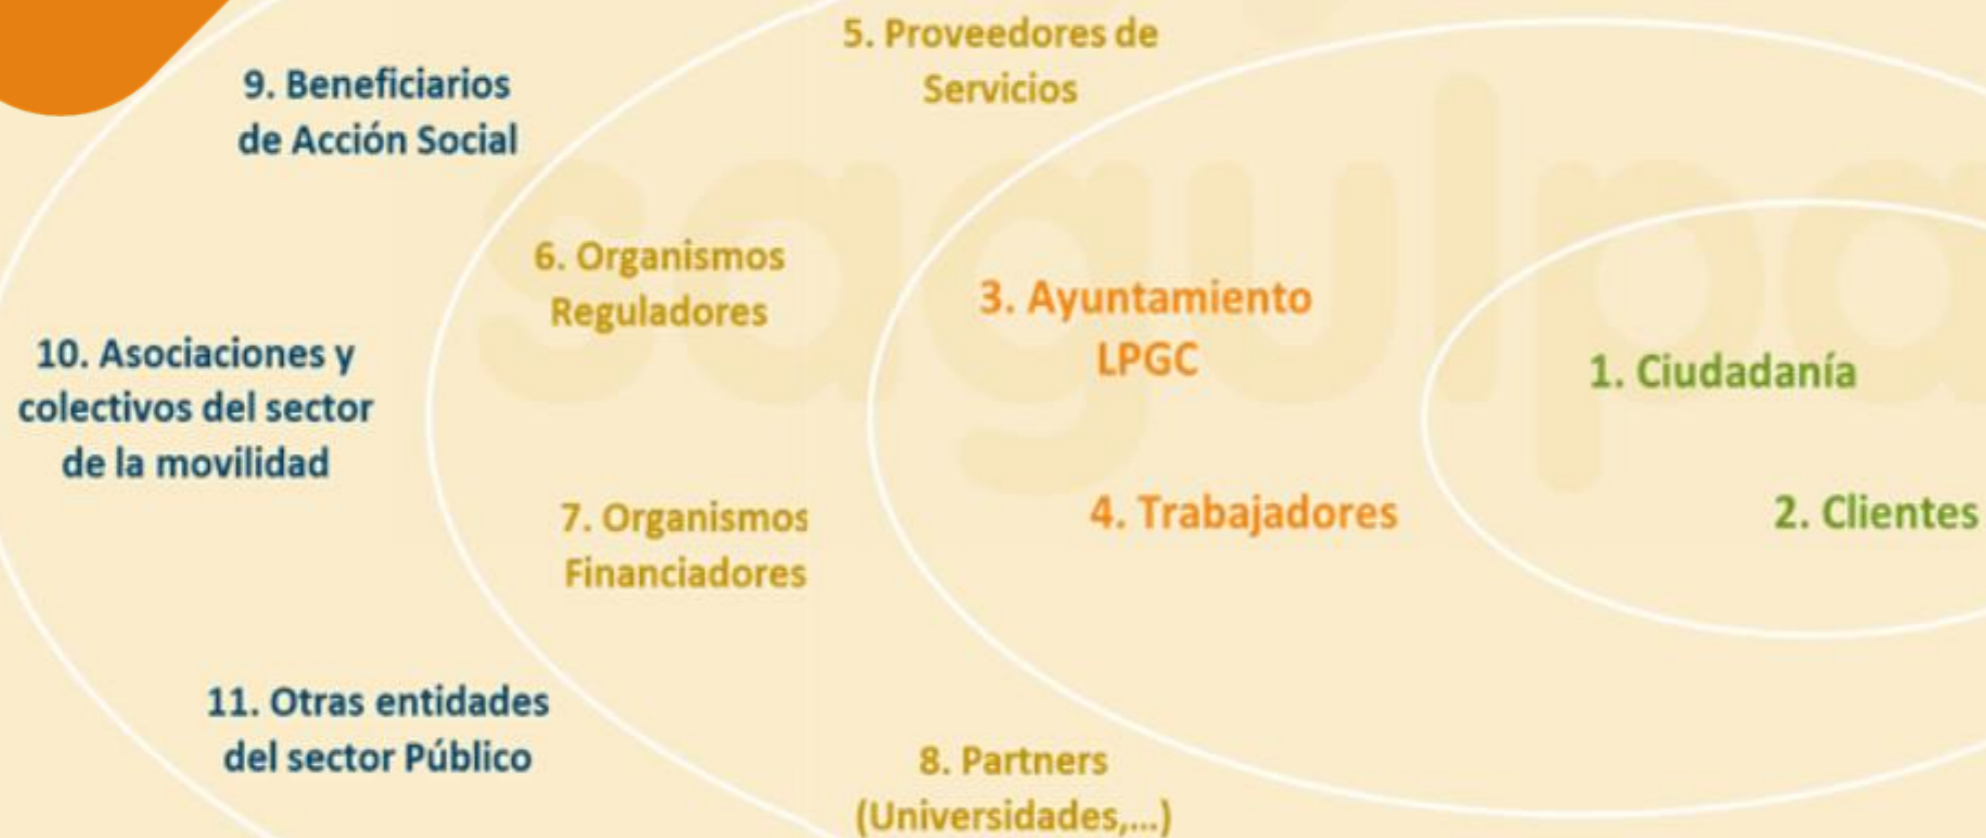 5. Proveedores de
Servicios
9. Beneficiarios
de Acción Social
6. Organismos
Reguladores
3. Ayuntamiento
LPGC
10. Asociaciones y
colectivos del sector
de la movilidad
1. Ciudadanía
4. Trabajadores
2. Clientes
7. Organismos
Financiadores
11. Otras entidades
del sector Público
8. Partners
(Universidades,...)
sagulpa